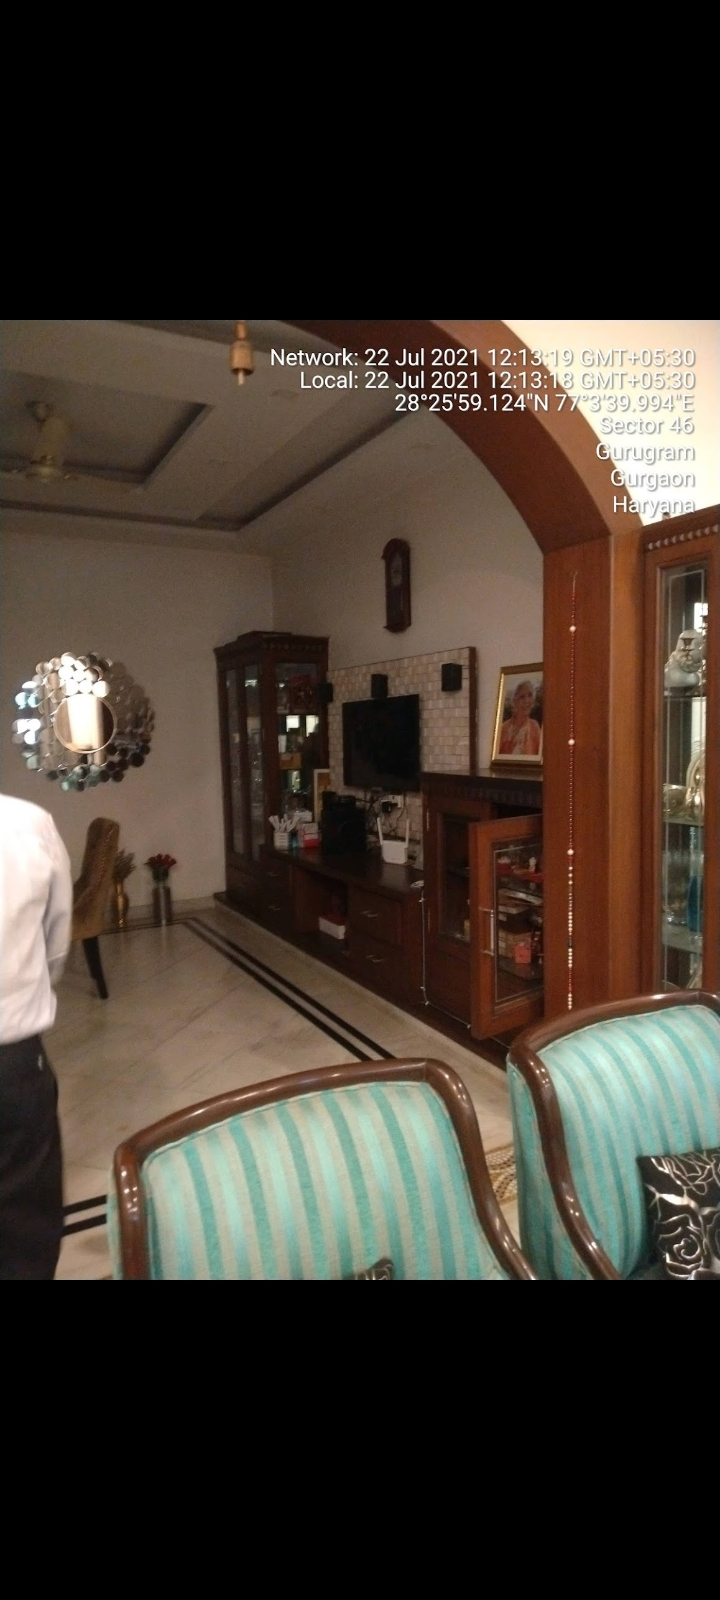 Network: 22 Jul 2021 12:13:19 GMT+05:30
Local: 22 Jul 2021 12:13:18 GMT+05:30
28°25'59.124"N 77°3'39.994"E
Sector 46
Gurugram
Gurgaon
Haryana